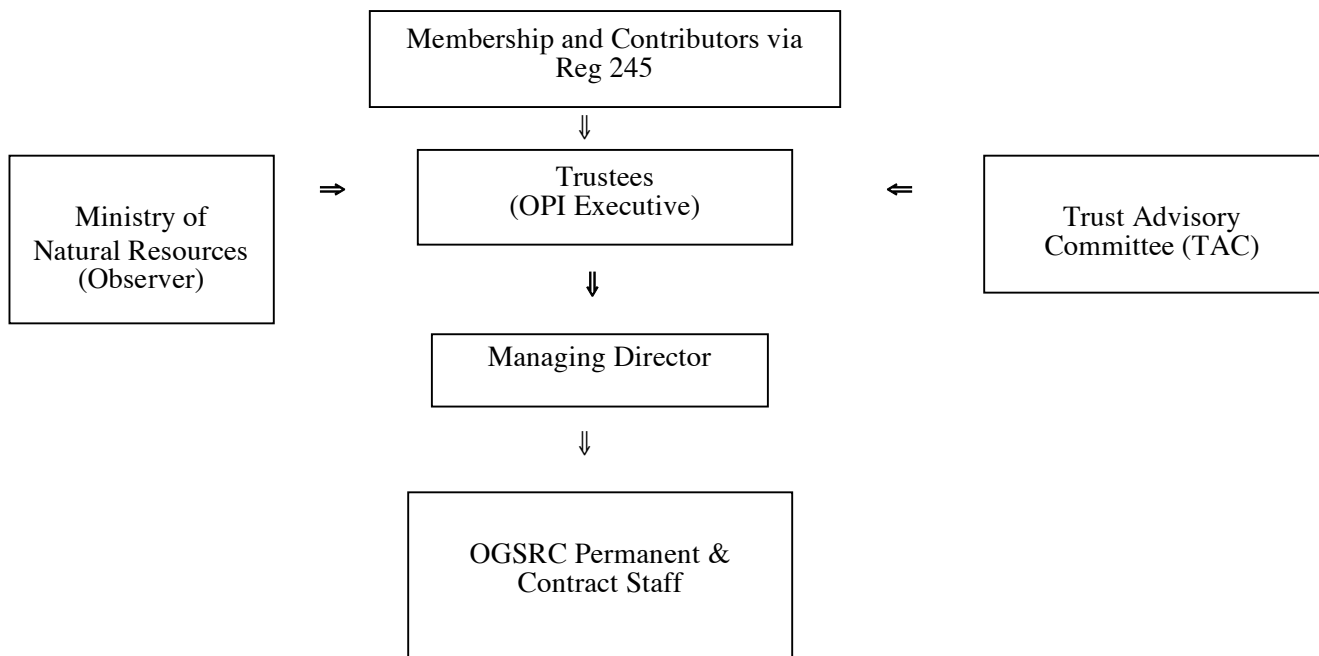 Membership and Contributors via
Reg 245
⇓
Trustees
(OPI Executive)
⇒
⇐
Ministry of
Natural Resources
(Observer)
Trust Advisory
Committee (TAC)
⇓
Managing Director
⇓
OGSRC Permanent &
Contract Staff